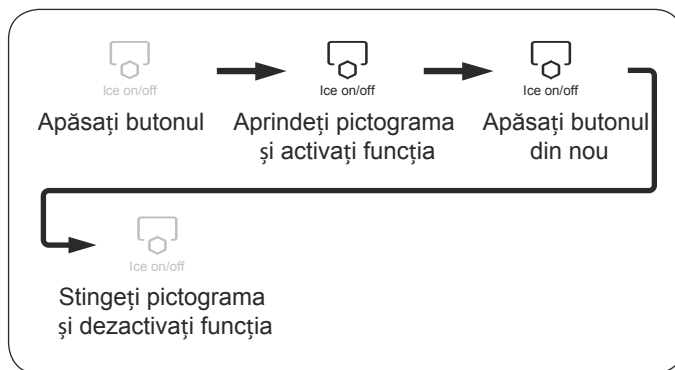 Ice on/off
Ice on/off
Ice on/off
Apăsați butonul
Aprindeți pictograma
și activați funcția
Apăsați butonul
din nou
Ice on/off
Stingeți pictograma
și dezactivați funcția